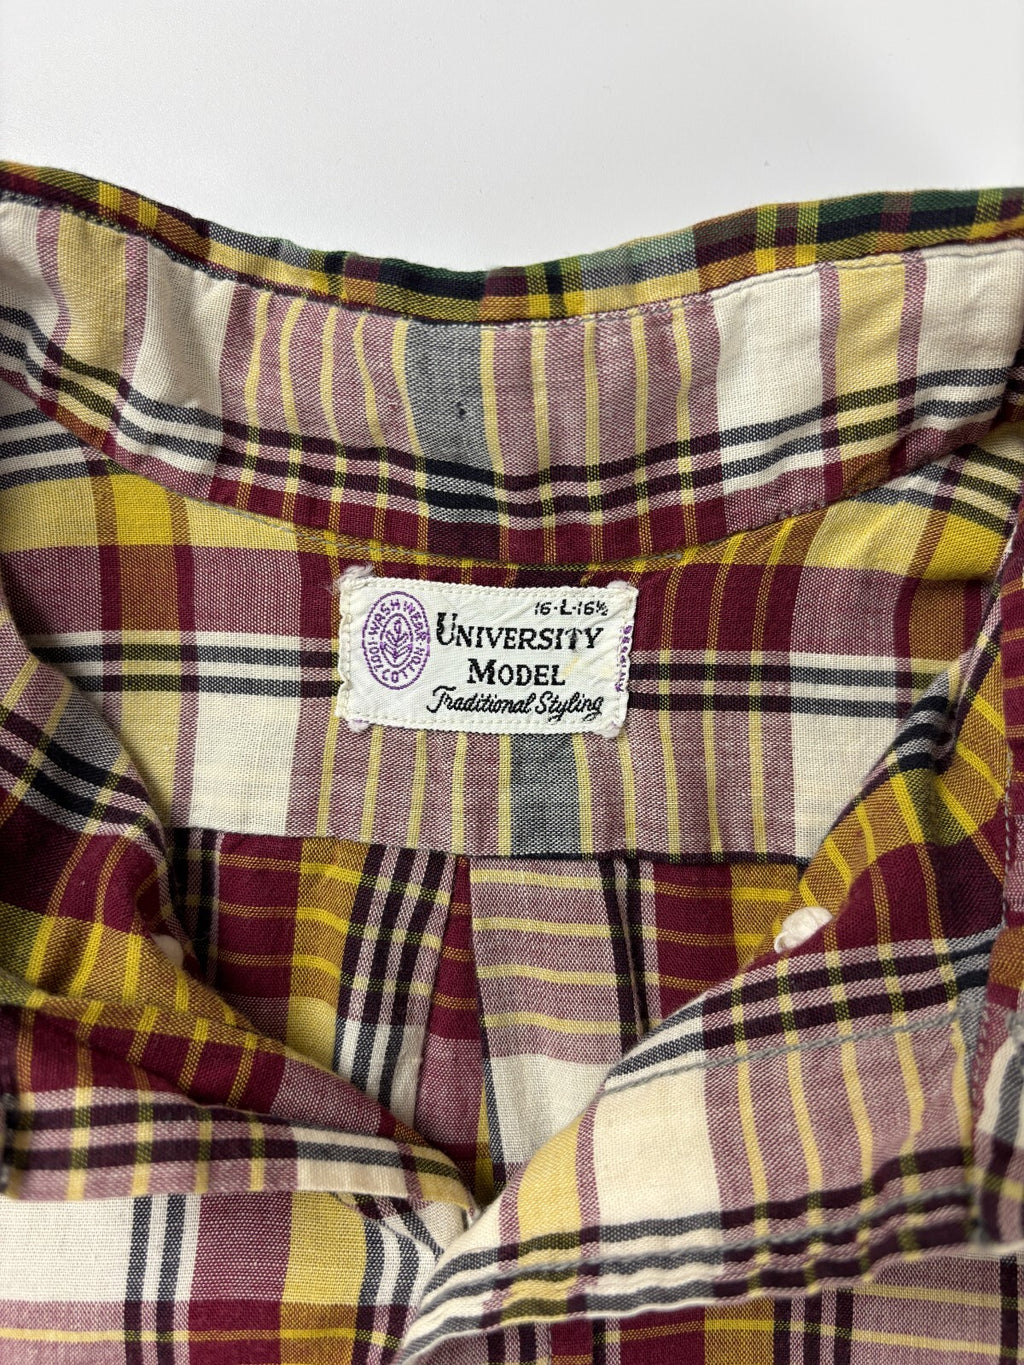 16-L-16½
WASH WEAR
100% COTTON
UNIVERSITY
MODEL
Traditional Styling